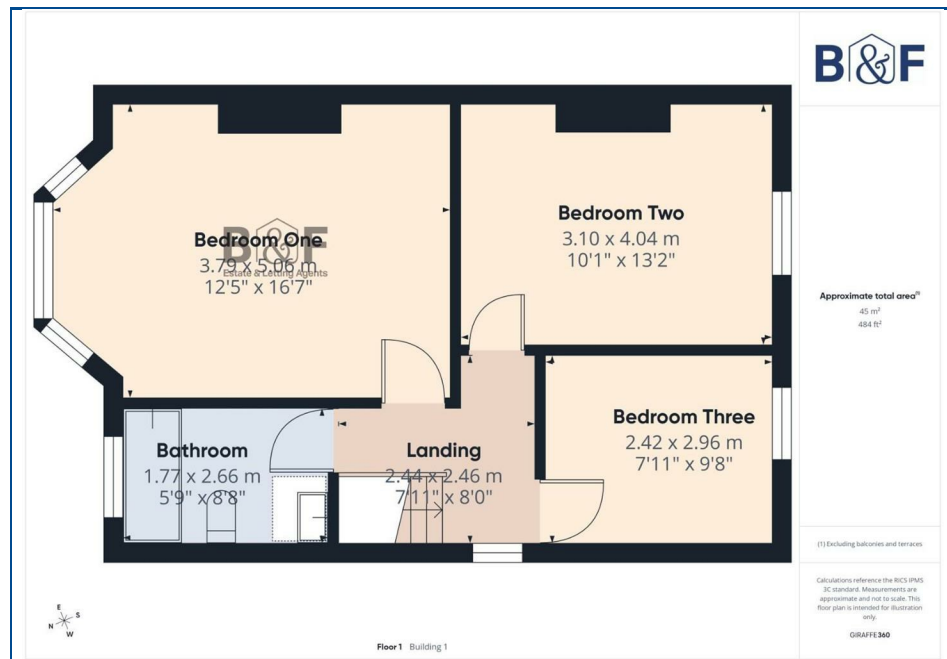 B&F
Bedroom One
3.79 x 5.06 m
12'5" x 16'7"
B&F
Estate & Letting Agents
Bedroom Two
3.10 x 4.04 m
10'1" x 13'2"
Approximate total area⁽¹⁾
45 m²
484 ft²
Bedroom Three
2.42 x 2.96 m
7'11" x 9'8"
Bathroom
1.77 x 2.66 m
5'9" x 8'8"
Landing
2.44 x 2.46 m
7'11" x 8'0"
(1) Excluding balconies and terraces
Calculations reference the RICS IPMS
3C standard. Measurements are
approximate and not to scale. This
floor plan is intended for illustration
only.
GIRAFFE360
E
S
N
W
Floor 1 Building 1